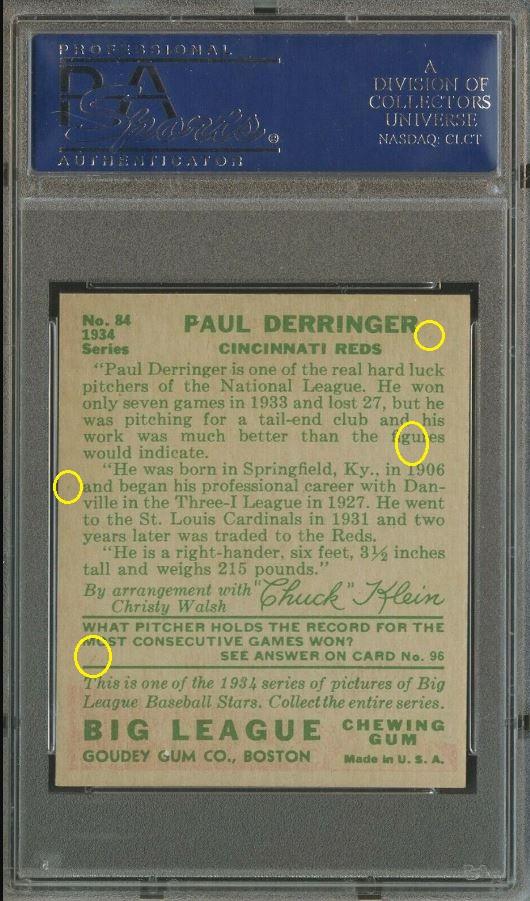 PROFESSIONAL
PSA
Sports
©
AUTHENTICATOR
A
DIVISION OF
COLLECTORS
UNIVERSE
NASDAQ: CLCT
No. 84
1934
Series
PAUL DERRINGER
CINCINNATI REDS
"Paul Derringer is one of the real hard luck
pitchers of the National League. He won
only seven games in 1933 and lost 27, but he
was pitching for a tail-end club and his
work was much better than the figures
would indicate.
"He was born in Springfield, Ky., in 1906
and began his professional career with Dan-
ville in the Three-I League in 1927. He went
to the St. Louis Cardinals in 1931 and two
years later was traded to the Reds.
"He is a right-hander, six feet, 3½ inches
tall and weighs 215 pounds."
By arrangement with
Christy Walsh
"Chuck" Klein
WHAT PITCHER HOLDS THE RECORD FOR THE
MOST CONSECUTIVE GAMES WON?
SEE ANSWER ON CARD No. 96
This is one of the 1934 series of pictures of Big
League Baseball Stars. Collect the entire series.
BIG LEAGUE CHEWING GUM
GOUDEY GUM CO., BOSTON Made in U. S. A.